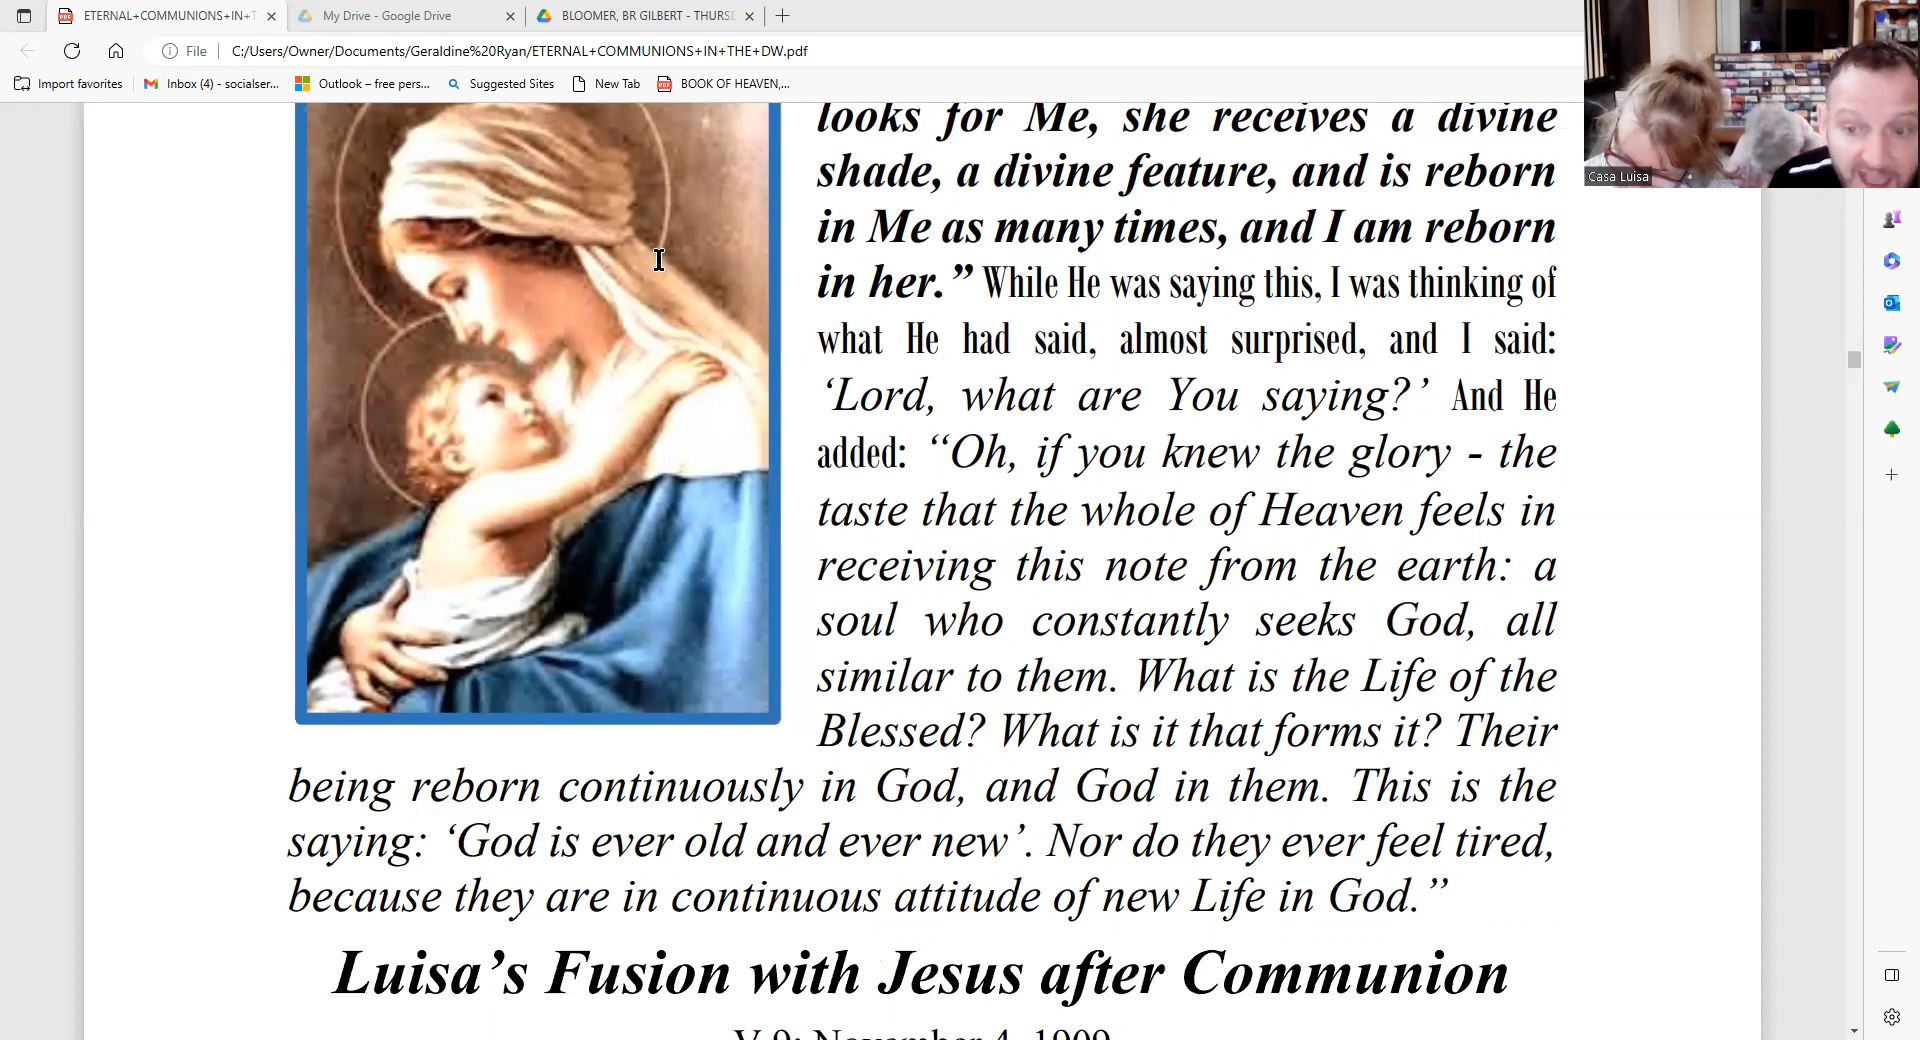 ETERNAL+COMMUNIONS+IN+T
My Drive - Google Drive
BLOOMER, BR GILBERT - THURSD
File
C:/Users/Owner/Documents/Geraldine%20Ryan/ETERNAL+COMMUNIONS+IN+THE+DW.pdf
Import favorites
Inbox (4) - socialser...
Outlook – free pers...
Suggested Sites
New Tab
BOOK OF HEAVEN,...
Casa Luisa
looks for Me, she receives a divine
shade, a divine feature, and is reborn
in Me as many times, and I am reborn
in her.” While He was saying this, I was thinking of
what He had said, almost surprised, and I said:
‘Lord, what are You saying?’ And He
added: “Oh, if you knew the glory - the
taste that the whole of Heaven feels in
receiving this note from the earth: a
soul who constantly seeks God, all
similar to them. What is the Life of the
Blessed? What is it that forms it? Their
being reborn continuously in God, and God in them. This is the
saying: ‘God is ever old and ever new’. Nor do they ever feel tired,
because they are in continuous attitude of new Life in God.”
Luisa’s Fusion with Jesus after Communion
V-9: November 4, 1909